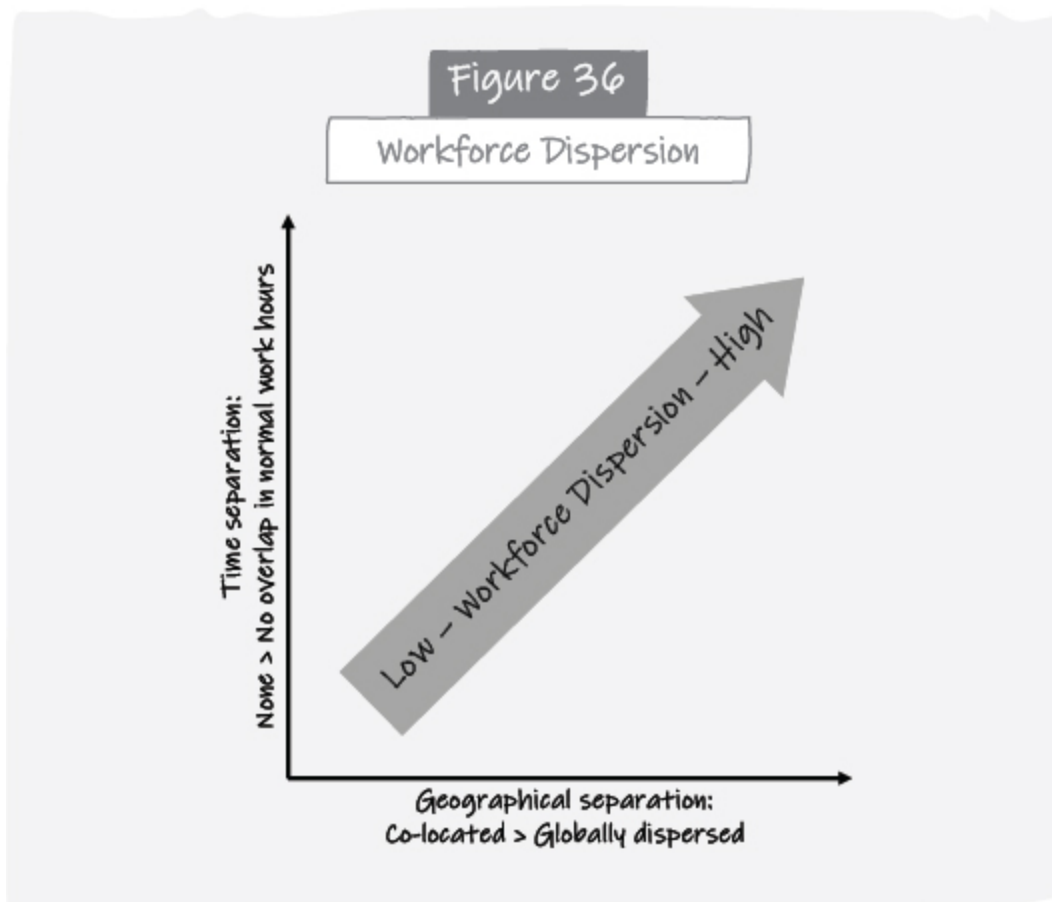 Figure 36
Workforce Dispersion
Time separation:
None > No overlap in normal work hours
Low – Workforce Dispersion – High
Geographical separation:
Co-located > Globally dispersed